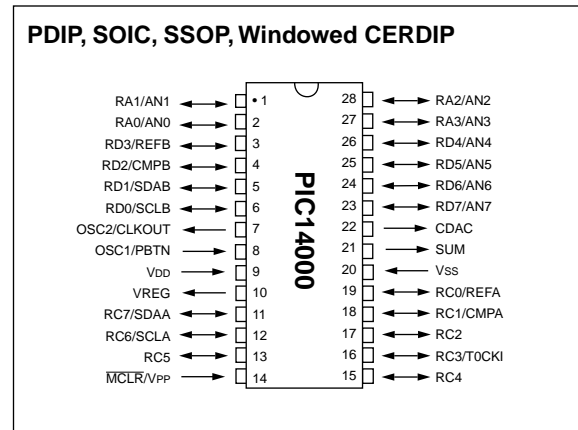 PDIP, SOIC, SSOP, Windowed CERDIP
RA1/AN1 • 1 28 RA2/AN2
RA0/AN0 2 27 RA3/AN3
RD3/REFB 3 26 RD4/AN4
RD2/CMPB 4 25 RD5/AN5
RD1/SDAB 5 24 RD6/AN6
RD0/SCLB 6 23 RD7/AN7
OSC2/CLKOUT 7 22 CDAC
OSC1/PBTN 8 21 SUM
VDD 9 20 VSS
VREG 10 19 RC0/REFA
RC7/SDAA 11 18 RC1/CMPA
RC6/SCLA 12 17 RC2
RC5 13 16 RC3/T0CKI
MCLR/VPP 14 15 RC4
PIC14000